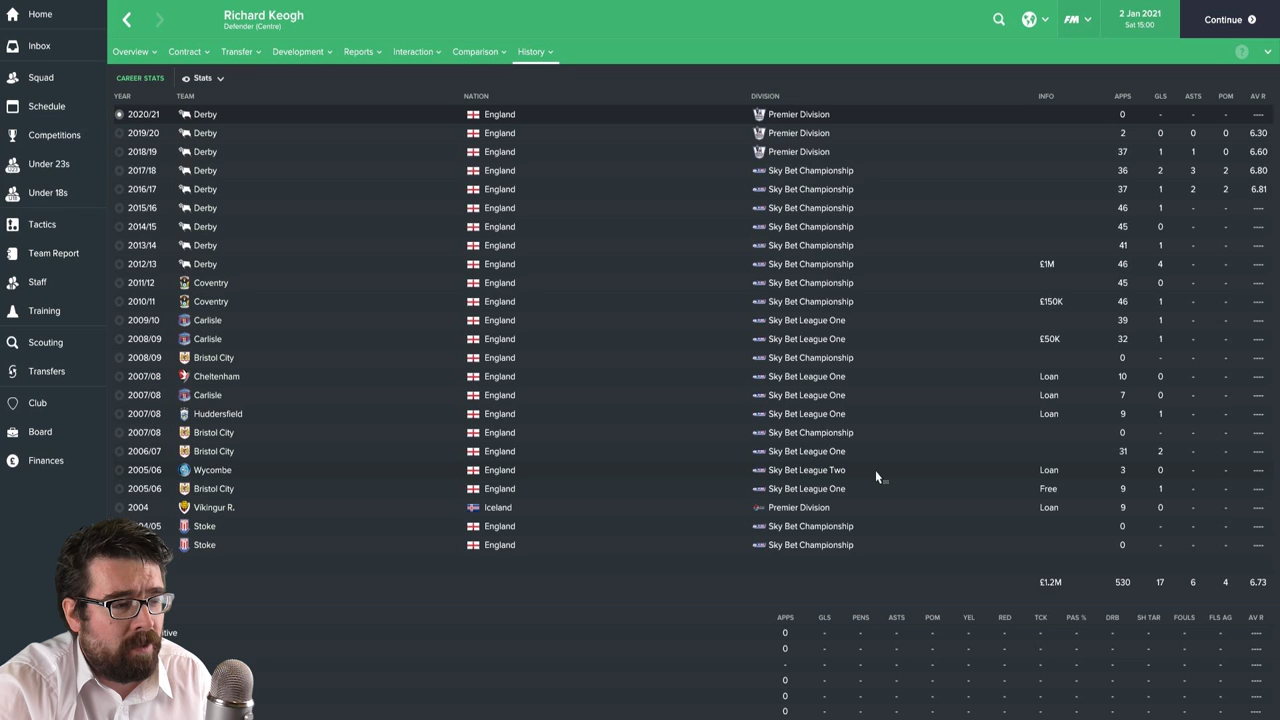 Home
Inbox
Squad
Schedule
Competitions
Under 23s
Under 18s
Tactics
Team Report
Staff
Training
Scouting
Transfers
Club
Board
Finances
Richard Keogh
Defender (Centre)
FM
2 Jan 2021
Sat 15:00
Continue
Overview Contract Transfer Development Reports Interaction Comparison History
CAREER STATS Stats
YEAR TEAM NATION DIVISION INFO APPS GLS ASTS POM AV R
2020/21 Derby England Premier Division 0 - - - ----
2019/20 Derby England Premier Division 2 0 0 0 6.30
2018/19 Derby England Premier Division 37 1 1 0 6.60
2017/18 Derby England Sky Bet Championship 36 2 3 2 6.80
2016/17 Derby England Sky Bet Championship 37 1 2 2 6.81
2015/16 Derby England Sky Bet Championship 46 1 - - ----
2014/15 Derby England Sky Bet Championship 45 0 - - ----
2013/14 Derby England Sky Bet Championship 41 1 - - ----
2012/13 Derby England Sky Bet Championship £1M 46 4 - - ----
2011/12 Coventry England Sky Bet Championship 45 0 - - ----
2010/11 Coventry England Sky Bet Championship £150K 46 1 - - ----
2009/10 Carlisle England Sky Bet League One 39 1 - - ----
2008/09 Carlisle England Sky Bet League One £50K 32 1 - - ----
2008/09 Bristol City England Sky Bet Championship 0 - - - ----
2007/08 Cheltenham England Sky Bet League One Loan 10 0 - - ----
2007/08 Carlisle England Sky Bet League One Loan 7 0 - - ----
2007/08 Huddersfield England Sky Bet League One Loan 9 1 - - ----
2007/08 Bristol City England Sky Bet Championship 0 - - - ----
2006/07 Bristol City England Sky Bet League One 31 2 - - ----
2005/06 Wycombe England Sky Bet League Two Loan 3 0 - - ----
2005/06 Bristol City England Sky Bet League One Free 9 1 - - ----
2004 Víkingur R. Iceland Premier Division Loan 9 0 - - ----
04/05 Stoke England Sky Bet Championship 0 - - - ----
Stoke England Sky Bet Championship 0 - - - ----
£1.2M 530 17 6 4 6.73
APPS GLS PENS ASTS POM YEL RED TCK PAS % DRB SH TAR FOULS FLS AG AV R
titive 0 - - - - - - - - - - - - ----
0 - - - - - - - - - - - - ----
- - - - - - - - - - - - - ----
0 - - - - - - - - - - - - ----
0 - - - - - - - - - - - - ----
0 - - - - - - - - - - - - ----